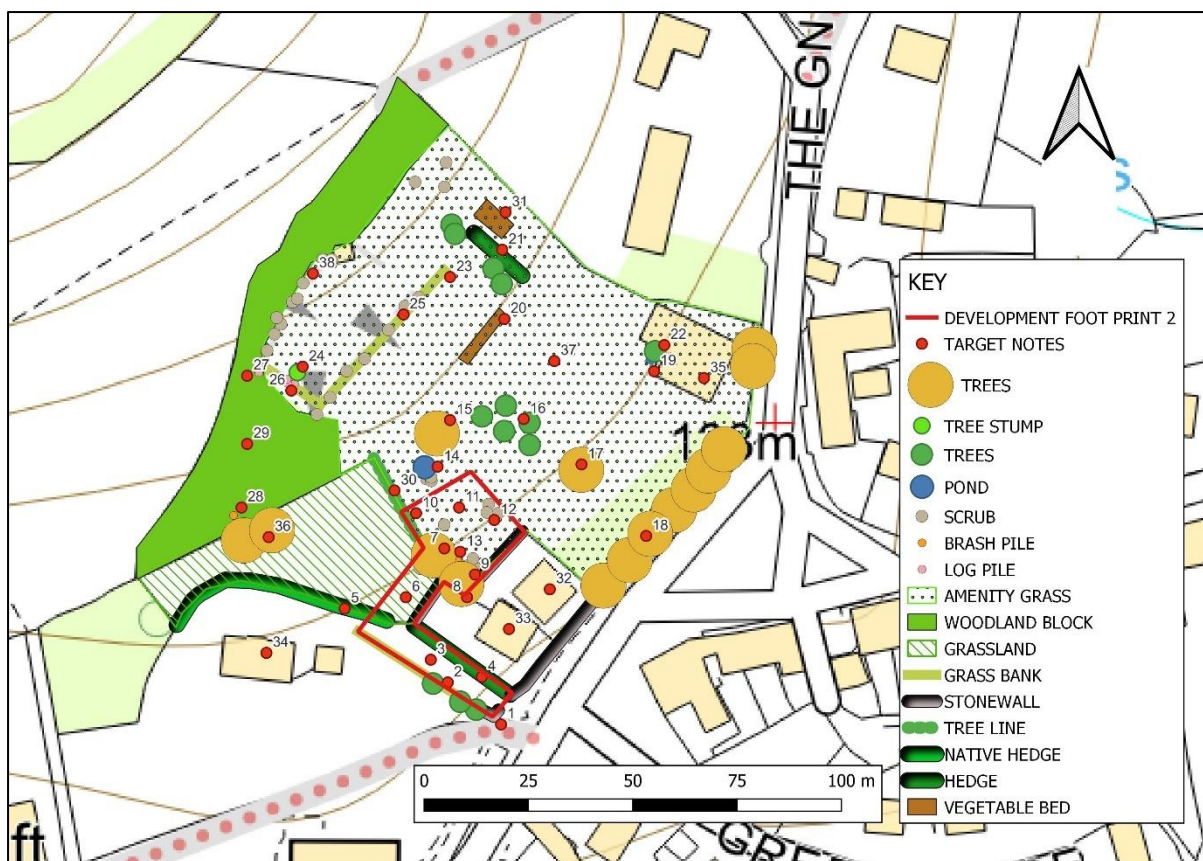 THE GN
S
31
21
38
23
25
20
22
19
35
37
24
27
26
15
16
123m
29
14
17
30
10
11
28
12
18
36
7
13
9
8
6
5
32
33
34
3
4
2
1
ft
KEY
DEVELOPMENT FOOT PRINT 2
TARGET NOTES
TREES
TREE STUMP
TREES
POND
SCRUB
BRASH PILE
LOG PILE
AMENITY GRASS
WOODLAND BLOCK
GRASSLAND
GRASS BANK
STONEWALL
TREE LINE
NATIVE HEDGE
HEDGE
VEGETABLE BED
0 25 50 75 100 m